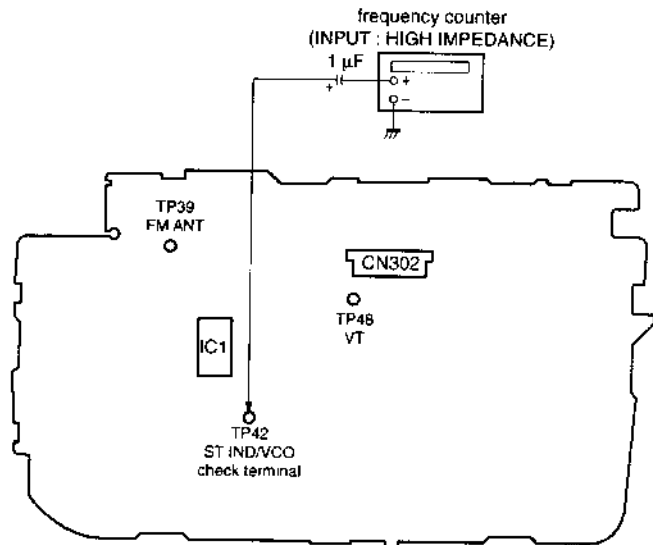 frequency counter
(INPUT : HIGH IMPEDANCE)
1 µF
+
+
−
TP39
FM ANT
CN302
TP48
VT
IC1
TP42
ST IND/VCO
check terminal